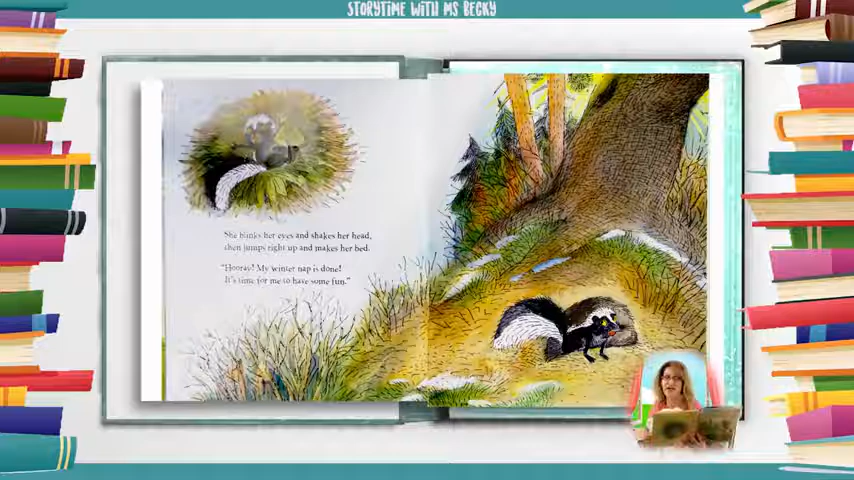 STORYTIME WITH MS BECKY
She blinks her eyes and shakes her head,
then jumps right up and makes her bed.
"Hooray! My winter nap is done!
It's time for me to have some fun."